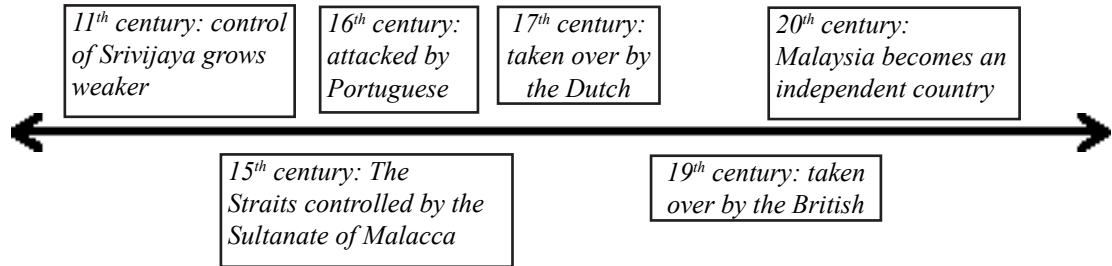 11th century: control
of Srivijaya grows
weaker
16th century:
attacked by
Portuguese
17th century:
taken over by
the Dutch
20th century:
Malaysia becomes an
independent country
15th century: The
Straits controlled by the
Sultanate of Malacca
19th century: taken
over by the British